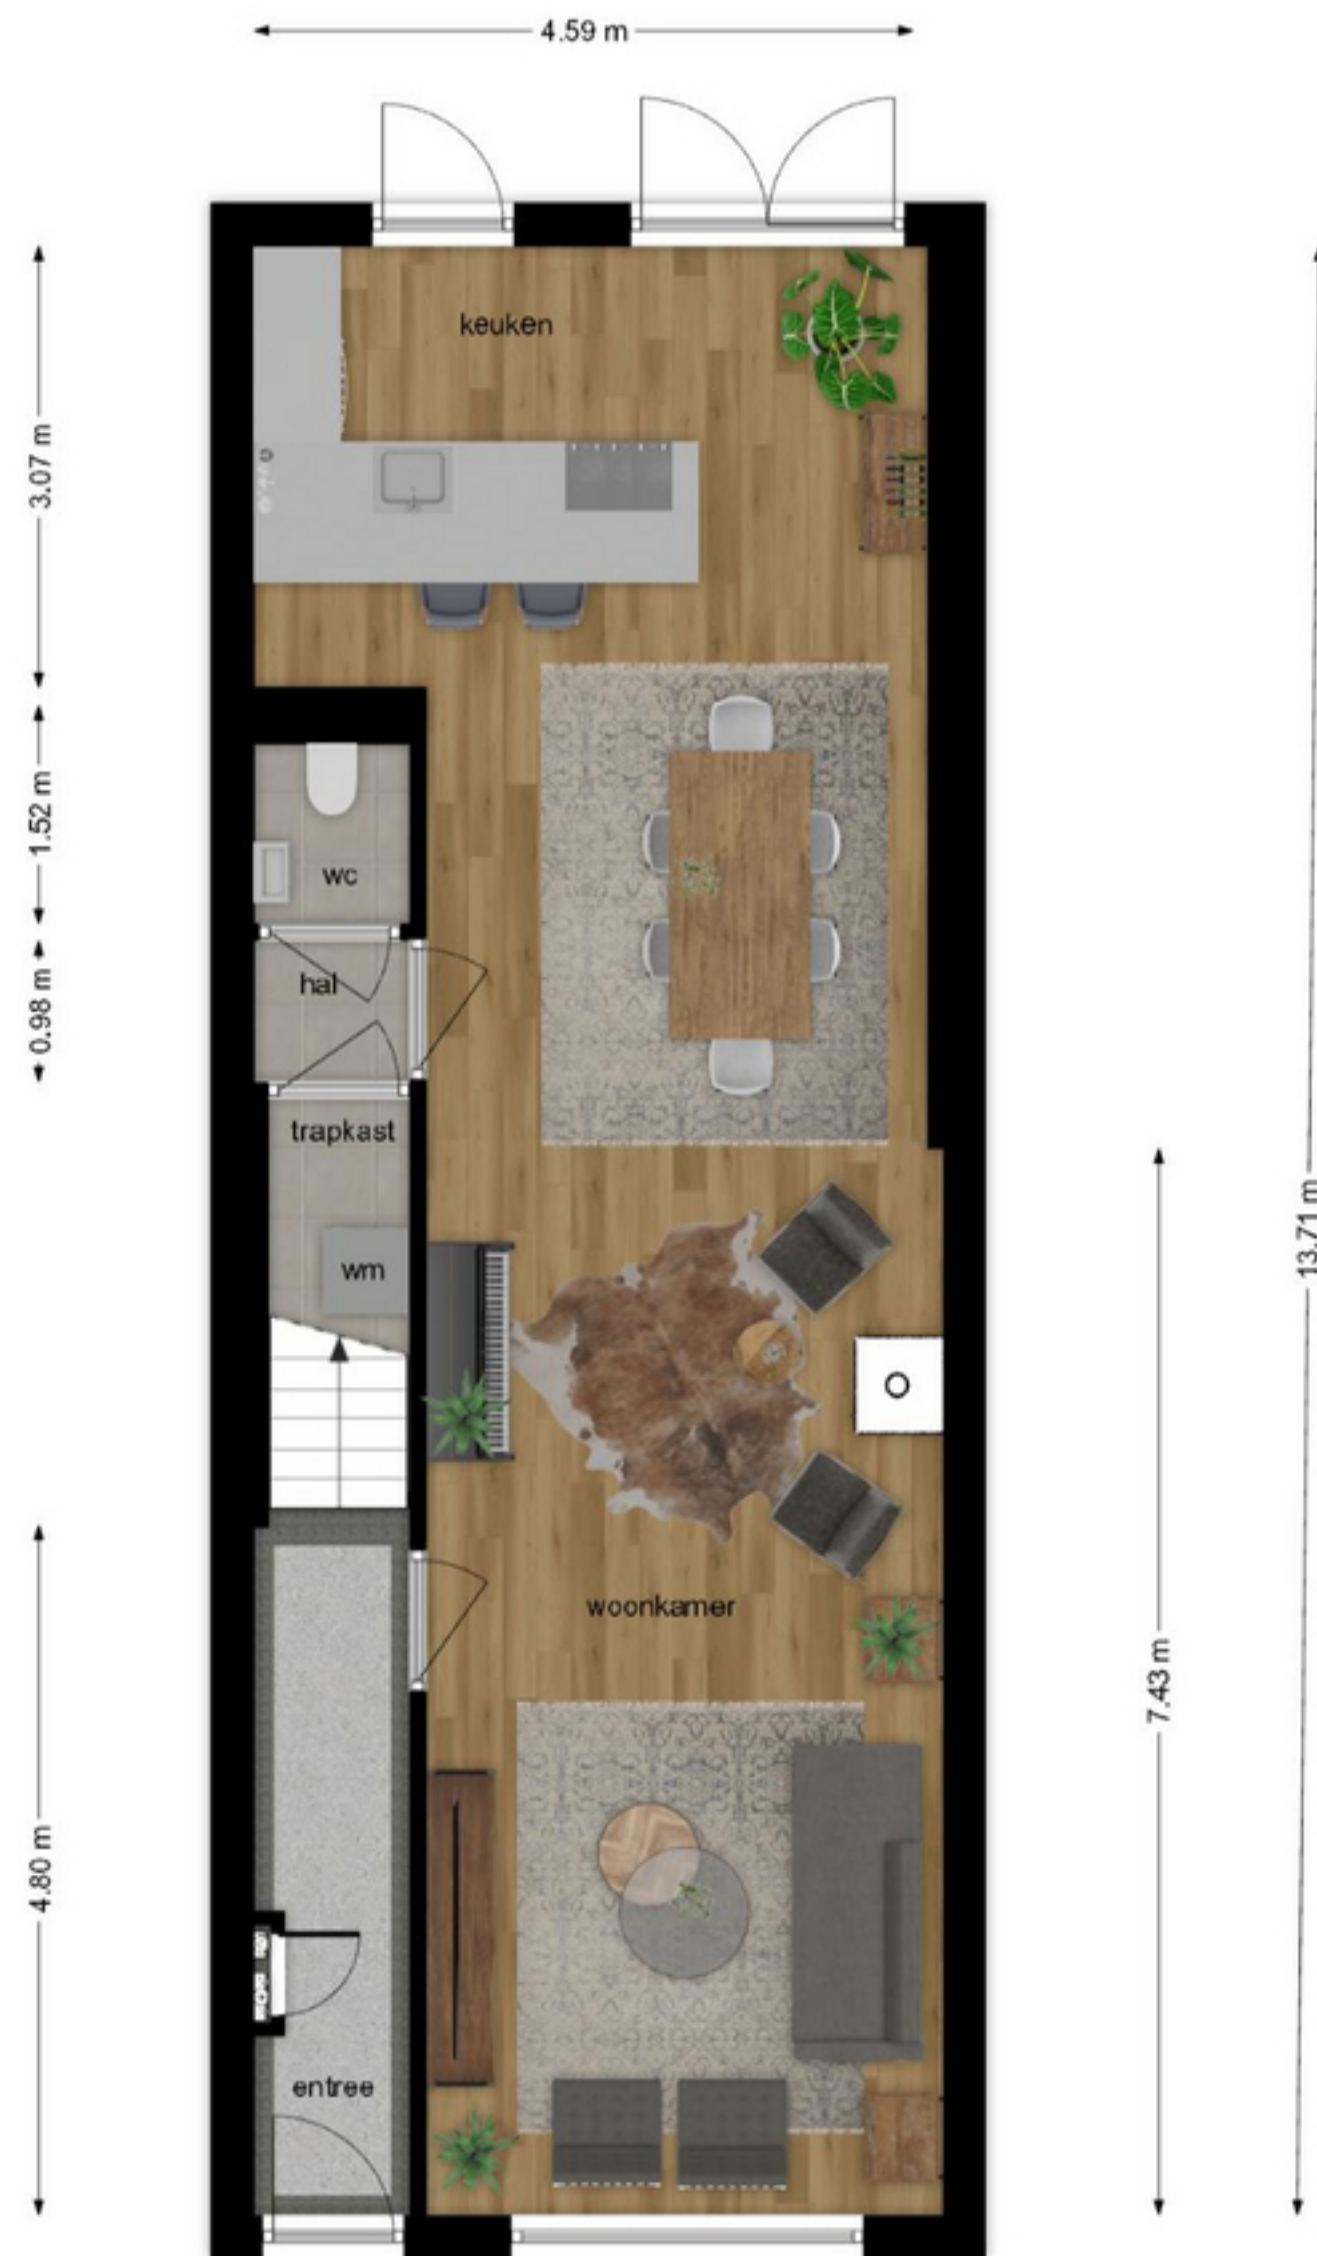 4.59 m
keuken
3.07 m
wc
1.52 m
hal
0.98 m
trapkast
13.71 m
wm
woonkamer
7.43 m
4.80 m
entree